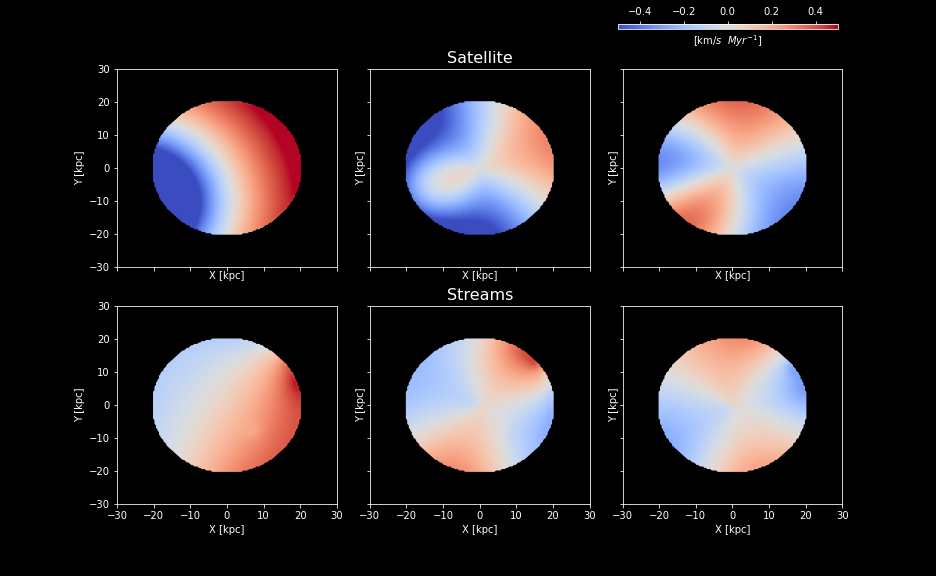 −0.4 −0.2 0.0 0.2 0.4
[km/s Myr⁻¹]
Satellite
30
20
10
0
−10
−20
−30
Y [kpc]
Y [kpc]
Y [kpc]
X [kpc]
X [kpc]
X [kpc]
Streams
30
20
10
0
−10
−20
−30
Y [kpc]
Y [kpc]
Y [kpc]
−30 −20 −10 0 10 20 30
−30 −20 −10 0 10 20 30
−30 −20 −10 0 10 20 30
X [kpc]
X [kpc]
X [kpc]